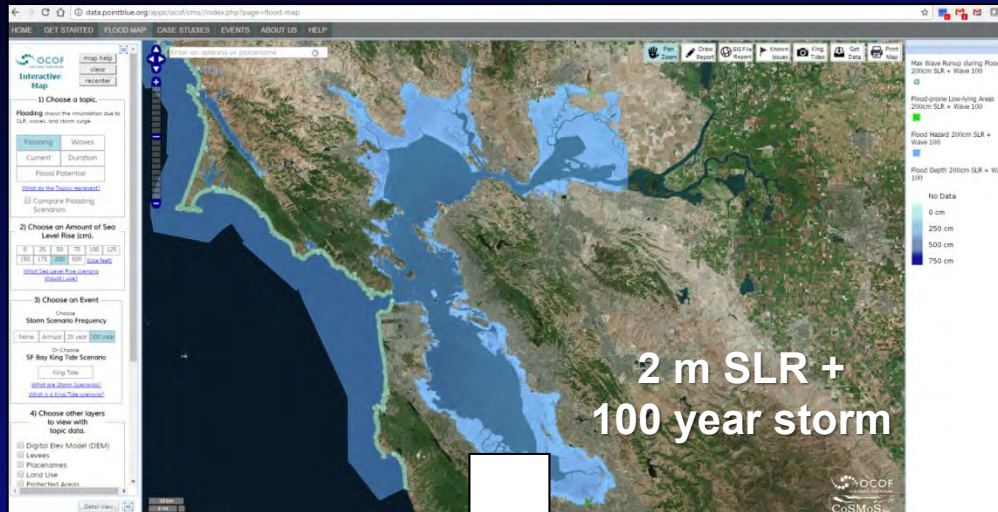 data.pointblue.org/apps/ocof/cms//index.php?page=flood-map
HOME GET STARTED FLOOD MAP CASE STUDIES EVENTS ABOUT US HELP
OCOF
Interactive
Map
map help
clear
recenter
1) Choose a topic.
Flooding shows the inundation due to
SLR, waves, and storm surge
Flooding Waves
Current Duration
Flood Potential
What do the Topics represent?
Compare Flooding
Scenarios
2) Choose an Amount of Sea
Level Rise (cm).
0 25 50 75 100 125
150 175 200 500 [Use feet]
What Sea Level Rise scenario
should I use?
3) Choose an Event
Choose
Storm Scenario Frequency
None Annual 20 year 100 year
Or Choose
SF Bay King Tide Scenario
King Tide
What are Storm Scenarios?
What is a King Tide scenario?
4) Choose other layers
to view with
topic data.
Digital Elev Model (DEM)
Levees
Placenames
Land Use
Protected Areas
Detail View
Enter an address or placename
Pan
Zoom
Draw
Report
GIS File
Report
Known
Issues
King
Tides
Get
Data
Print
Map
2 m SLR +
100 year storm
10 km
OCOF
CoSMoS
Max Wave Runup during Flood
200cm SLR + Wave 100
Flood-prone Low-lying Areas
200cm SLR + Wave 100
Flood Hazard 200cm SLR +
Wave 100
Flood Depth 200cm SLR +
100
No Data
0 cm
250 cm
500 cm
750 cm